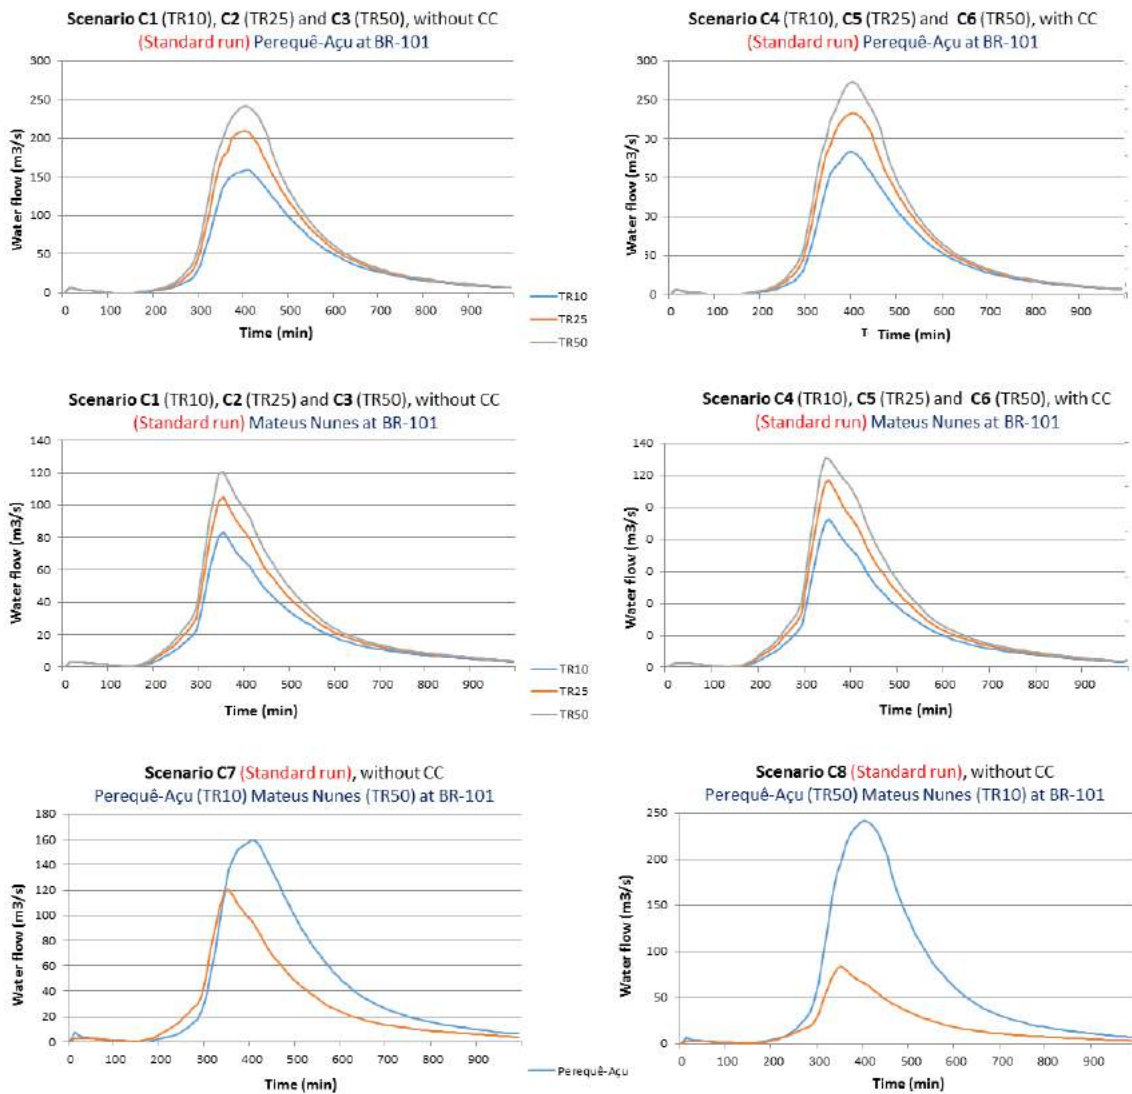 Scenario C1 (TR10), C2 (TR25) and C3 (TR50), without CC
(Standard run) Perequê-Açu at BR-101
300
250
200
150
100
50
0
Water flow (m3/s)
0 100 200 300 400 500 600 700 800 900
Time (min)
TR10
TR25
TR50
Scenario C4 (TR10), C5 (TR25) and C6 (TR50), with CC
(Standard run) Perequê-Açu at BR-101
300
250
0
Water flow (m3/s)
0 100 200 300 400 500 600 700 800 900
Time (min)
Scenario C1 (TR10), C2 (TR25) and C3 (TR50), without CC
(Standard run) Mateus Nunes at BR-101
140
120
100
80
60
40
20
0
Water flow (m3/s)
0 100 200 300 400 500 600 700 800 900
Time (min)
TR10
TR25
TR50
Scenario C4 (TR10), C5 (TR25) and C6 (TR50), with CC
(Standard run) Mateus Nunes at BR-101
140
120
0
Water flow (m3/s)
0 100 200 300 400 500 600 700 800 900
Time (min)
Scenario C7 (Standard run), without CC
Perequê-Açu (TR10) Mateus Nunes (TR50) at BR-101
180
160
140
120
100
80
60
40
20
0
Water flow (m3/s)
0 100 200 300 400 500 600 700 800 900
Time (min)
Perequê-Açu
Scenario C8 (Standard run), without CC
Perequê-Açu (TR50) Mateus Nunes (TR10) at BR-101
250
200
150
100
50
0
Water flow (m3/s)
0 100 200 300 400 500 600 700 800 900
Time (min)